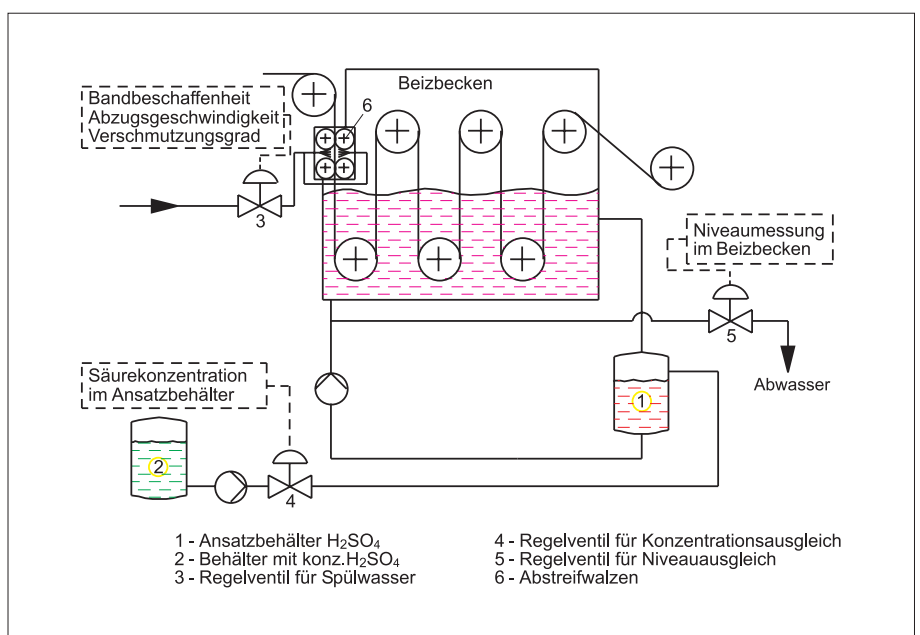 Beizbecken
Bandbeschaffenheit
Abzugsgeschwindigkeit
Verschmutzungsgrad
6
3
Niveaumessung
im Beizbecken
5
Abwasser
Säurekonzentration
im Ansatzbehälter
1
2
4
1 - Ansatzbehälter H₂SO₄
2 - Behälter mit konz.H₂SO₄
3 - Regelventil für Spülwasser
4 - Regelventil für Konzentrationsausgleich
5 - Regelventil für Niveauausgleich
6 - Abstreifwalzen